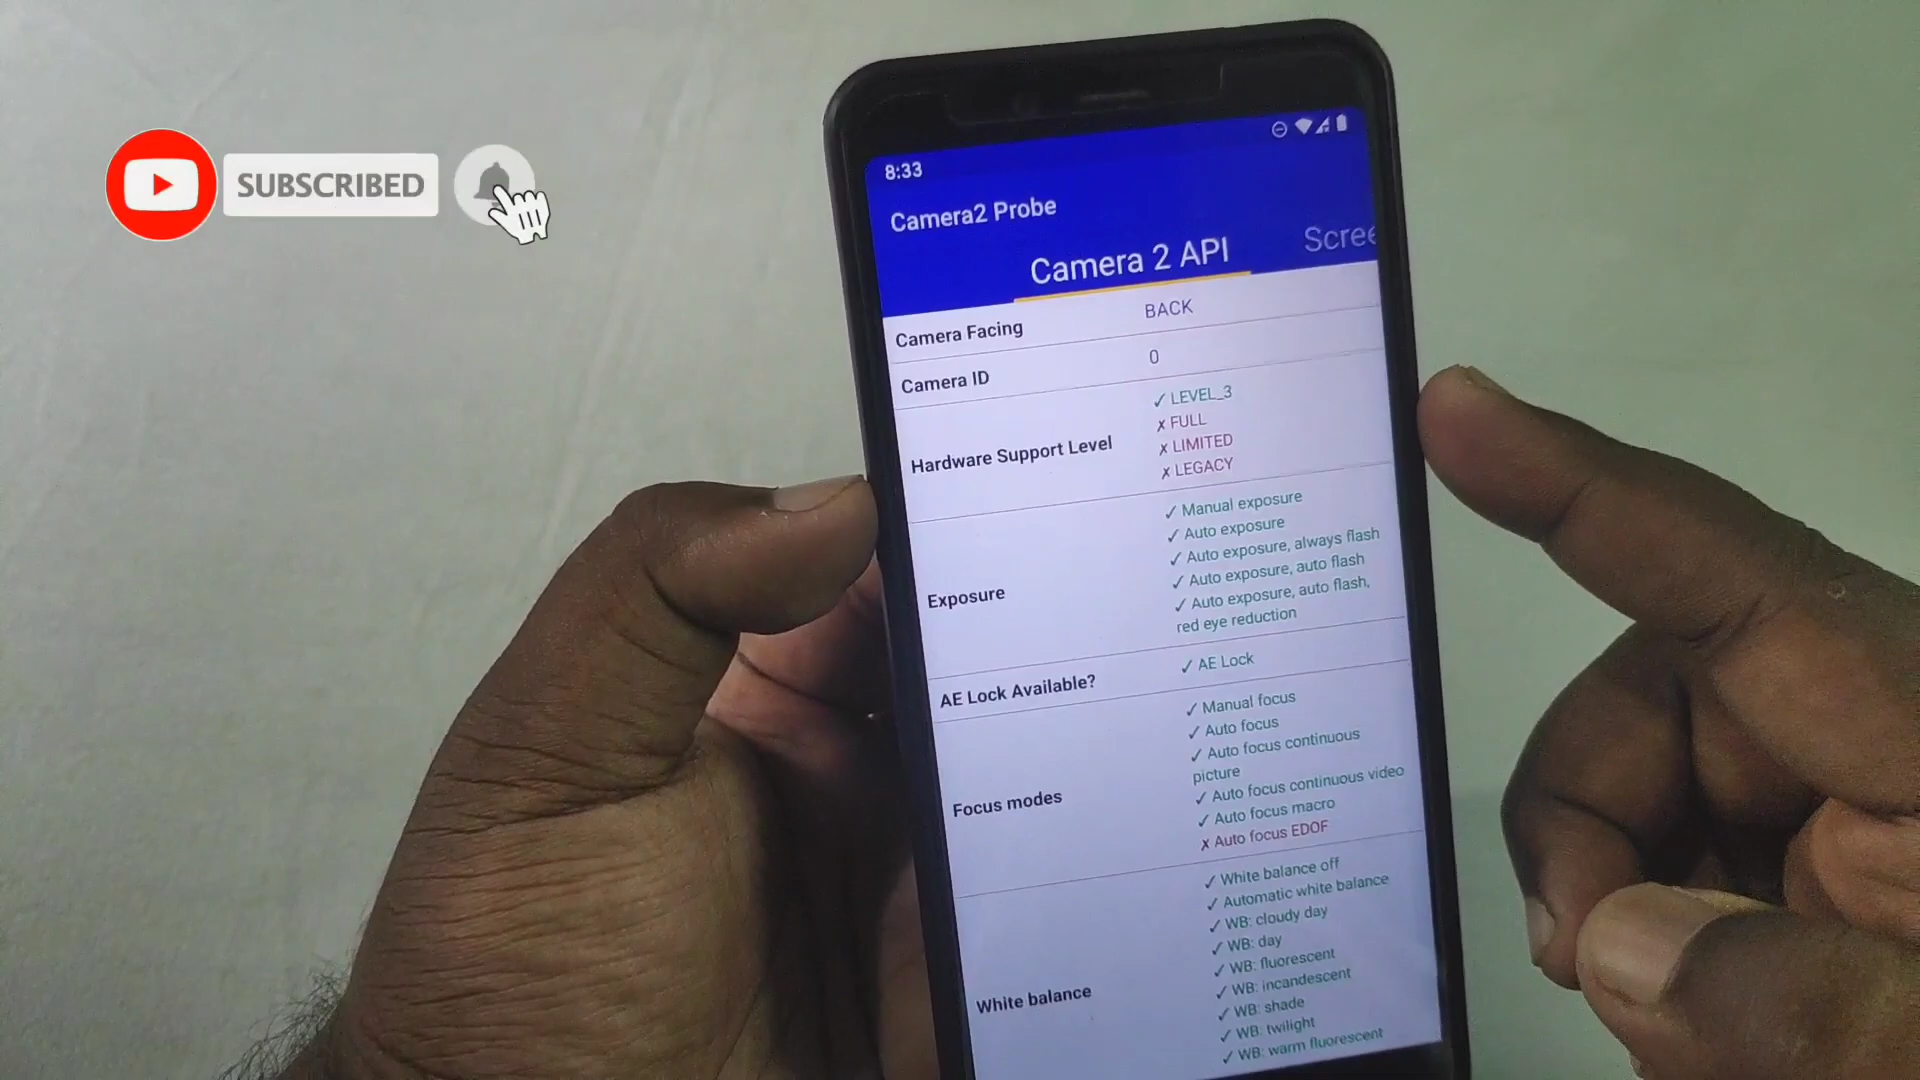 SUBSCRIBED
8:33
Camera2 Probe
Camera 2 API
Scree
Camera Facing
BACK
Camera ID
0
Hardware Support Level
✓ LEVEL_3
✗ FULL
✗ LIMITED
✗ LEGACY
Exposure
✓ Manual exposure
✓ Auto exposure
✓ Auto exposure, always flash
✓ Auto exposure, auto flash
✓ Auto exposure, auto flash,
red eye reduction
AE Lock Available?
✓ AE Lock
Focus modes
✓ Manual focus
✓ Auto focus
✓ Auto focus continuous
picture
✓ Auto focus continuous video
✓ Auto focus macro
✗ Auto focus EDOF
White balance
✓ White balance off
✓ Automatic white balance
✓ WB: cloudy day
✓ WB: day
✓ WB: fluorescent
✓ WB: incandescent
✓ WB: shade
✓ WB: twilight
✓ WB: warm fluorescent